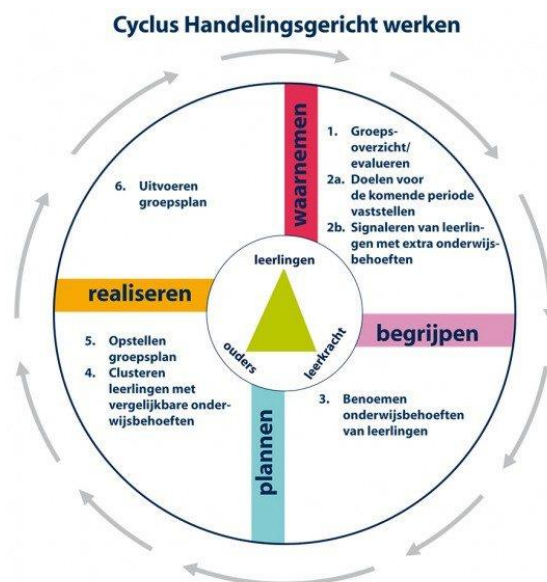 Cyclus Handelingsgericht werken
waarnemen
1. Groeps-
overzicht/
evalueren
2a. Doelen voor
de komende periode
vaststellen
2b. Signaleren van leerlin-
gen met extra onderwijs-
behoeften
begrijpen
3. Benoemen
onderwijsbehoeften
van leerlingen
plannen
5. Opstellen
groepsplan
4. Clusteren
leerlingen met
vergelijkbare onder-
wijsbehoeften
realiseren
6. Uitvoeren
groepsplan
leerlingen
ouders
leerkracht